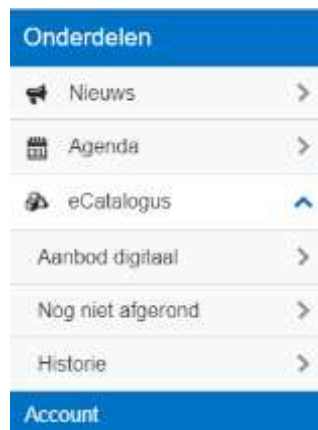 Onderdelen
Nieuws
Agenda
eCatalogus
Aanbod digitaal
Nog niet afgerond
Historie
Account